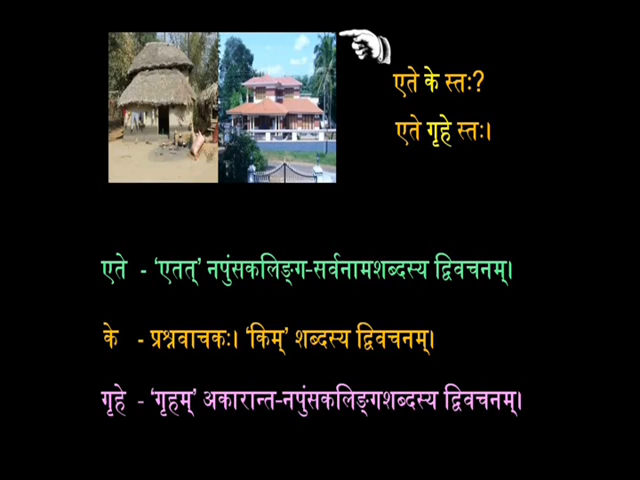 एते के स्तः?
एते गृहे स्तः।
एते - ‘एतत्’ नपुंसकलिङ्ग-सर्वनामशब्दस्य द्विवचनम्।
के - प्रश्नवाचकः। ‘किम्’ शब्दस्य द्विवचनम्।
गृहे - ‘गृहम्’ अकारान्त-नपुंसकलिङ्गशब्दस्य द्विवचनम्।